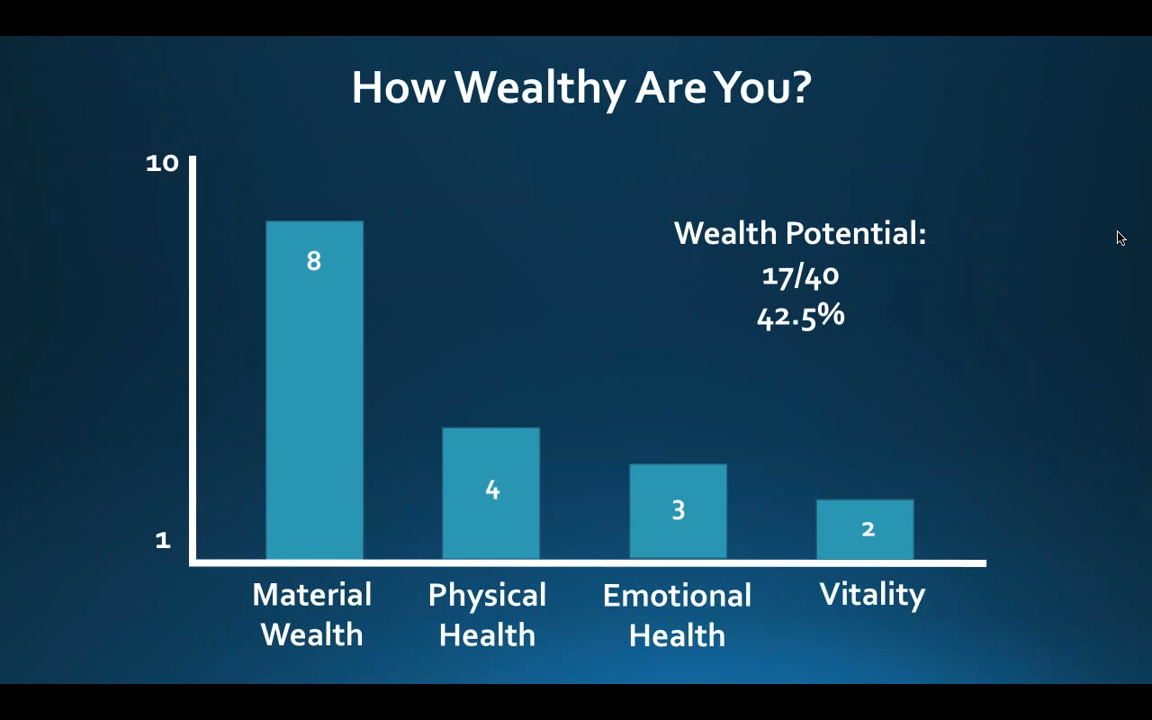 How Wealthy Are You?
10
8
Wealth Potential:
17/40
42.5%
4
3
2
1
Material
Wealth
Physical
Health
Emotional
Health
Vitality